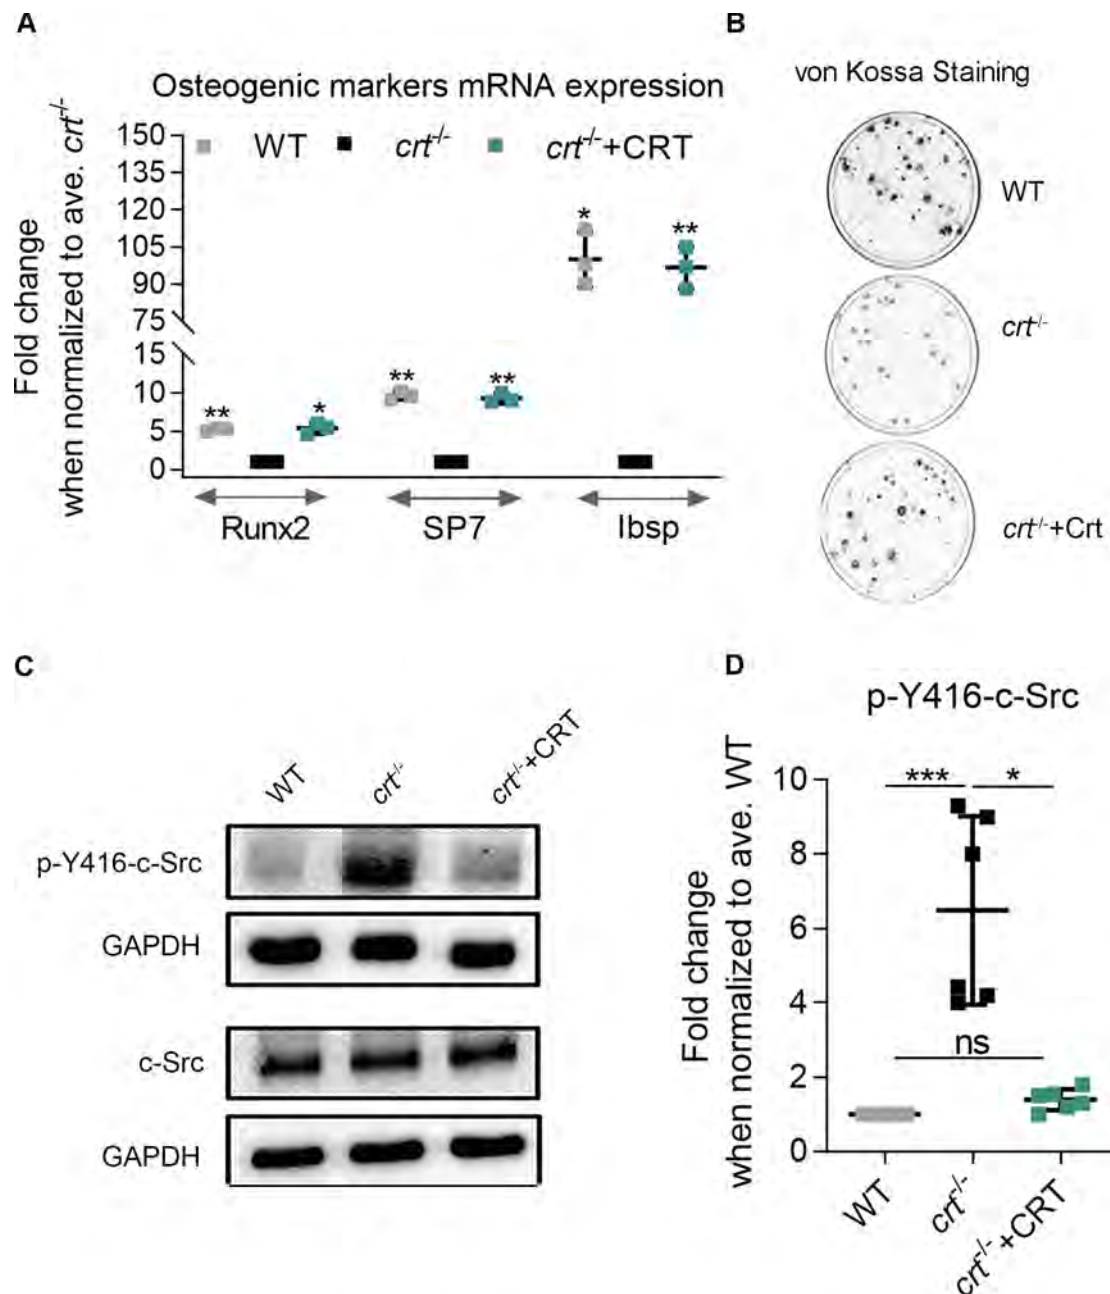 A
Osteogenic markers mRNA expression
WT crt-/- crt-/-+CRT
Fold change
when normalized to ave. crt-/-
150
135
120
105
90
75
15
10
5
0
* **
** **
** *
Runx2 SP7 Ibsp
B
von Kossa Staining
WT
crt-/-
crt-/-+Crt
C
WT crt-/- crt-/-+CRT
p-Y416-c-Src
GAPDH
c-Src
GAPDH
D
p-Y416-c-Src
Fold change
when normalized to ave. WT
10
8
6
4
2
0
*** *
ns
WT crt-/- crt-/-+CRT